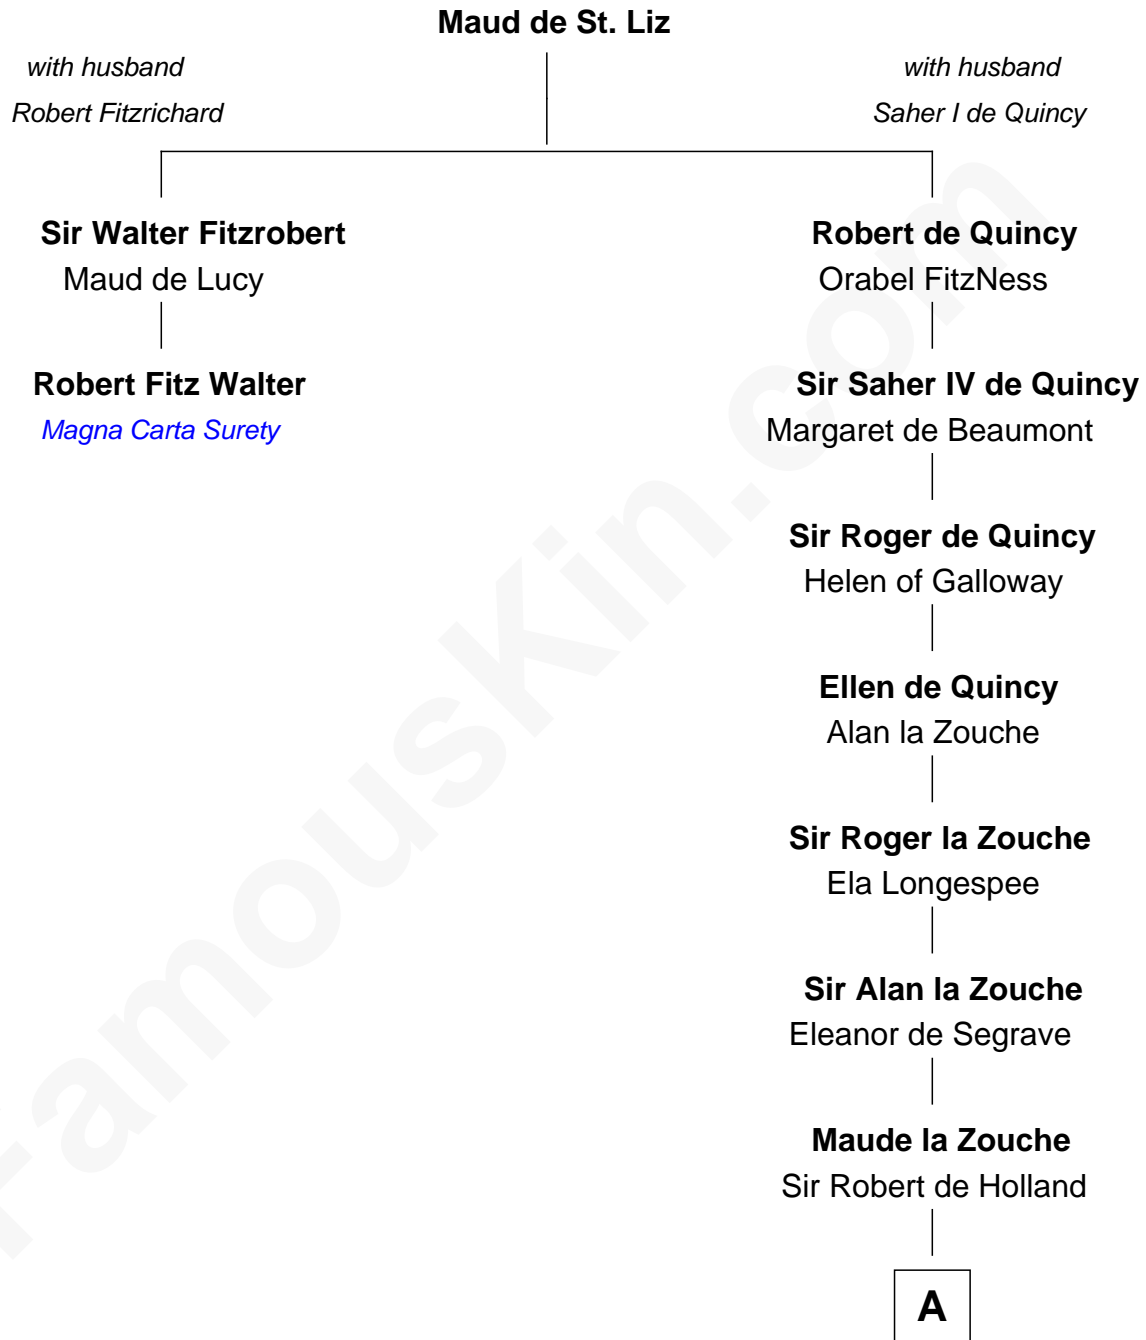 Maud de St. Liz
with husband
Robert Fitzrichard
with husband
Saher I de Quincy
Sir Walter Fitzrobert
Maud de Lucy
Robert de Quincy
Orabel FitzNess
Robert Fitz Walter
Magna Carta Surety
Sir Saher IV de Quincy
Margaret de Beaumont
Sir Roger de Quincy
Helen of Galloway
Ellen de Quincy
Alan la Zouche
Sir Roger la Zouche
Ela Longespee
Sir Alan la Zouche
Eleanor de Segrave
Maude la Zouche
Sir Robert de Holland
A
FamousKin.com